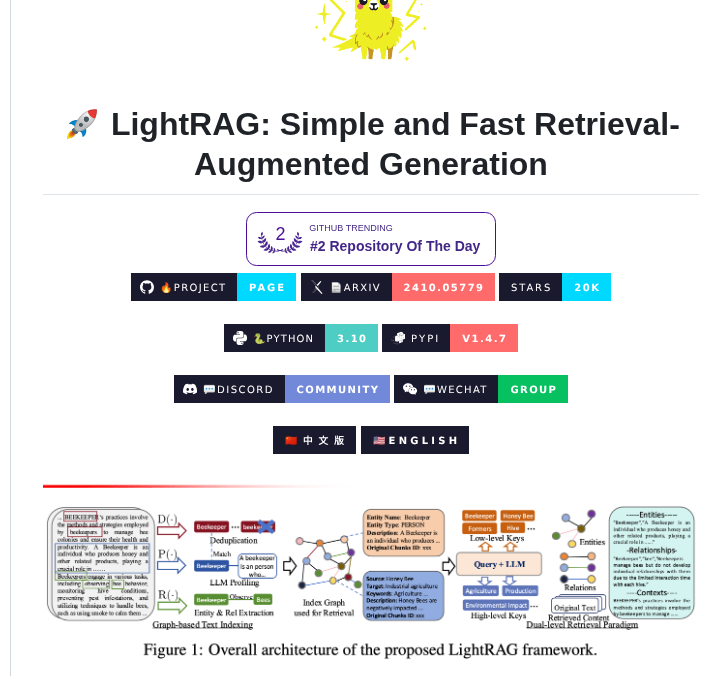 🚀 LightRAG: Simple and Fast Retrieval-
Augmented Generation
2
GITHUB TRENDING
#2 Repository Of The Day
🔥PROJECT PAGE
📄ARXIV 2410.05779
STARS 20K
🐍PYTHON 3.10
PYPI V1.4.7
💬DISCORD COMMUNITY
💬WECHAT GROUP
🇨🇳 中文版
🇺🇸ENGLISH
BEEKEEPER's practices involve
the methods and strategies employed
by beekeepers to manage bee
colonies and ensure their health and
productivity. A Beekeeper is an
individual who produces honey and
other related products, playing a
crucial role in ......
Beekeepers engage in various tasks,
including observing bee behavior,
monitoring hive conditions,
preventing pest infestations, and
utilizing techniques to handle bees,
such as using smoke to calm them ...
Graph-based Text Indexing
D(·)
Beekeeper ... beekeeper
Deduplication
P(·)
Match
Beekeeper
A beekeeper
is an person
who...
LLM Profiling
R(·)
Beekeeper Observe Bees
Entity & Rel Extraction
Index Graph
used for Retrieval
Entity Name: Beekeeper
Entity Type: PERSON
Description: A Beekeeper is
an individual who produces ...
Original Chunks ID: xxx
Source: Honey Bee
Target: Beekeeper
Keywords: Agriculture ...
Description: Honey Bees are
negatively impacted ...
Original Chunks ID: xxx
Beekeeper Honey Bee
Farmers Hive ...
Low-level Keys
Query + LLM
Agriculture Production
Environmental Impact ...
High-level Keys
Entities
Relations
Original Text
Retrieved Content
Dual-level Retrieval Paradigm
-----Entities-----
"Beekeeper","A Beekeeper is
an individual who produces
honey and other related
products, playing a crucial
role in ..."
-Relationships-
manage bees but do not develop
individual relationships with them
due to the limited interaction time
with each bees."
----Contexts----
BEEKEEPER'S practices involve the
methods and strategies employed
by beekeepers to manage ...
Figure 1: Overall architecture of the proposed LightRAG framework.